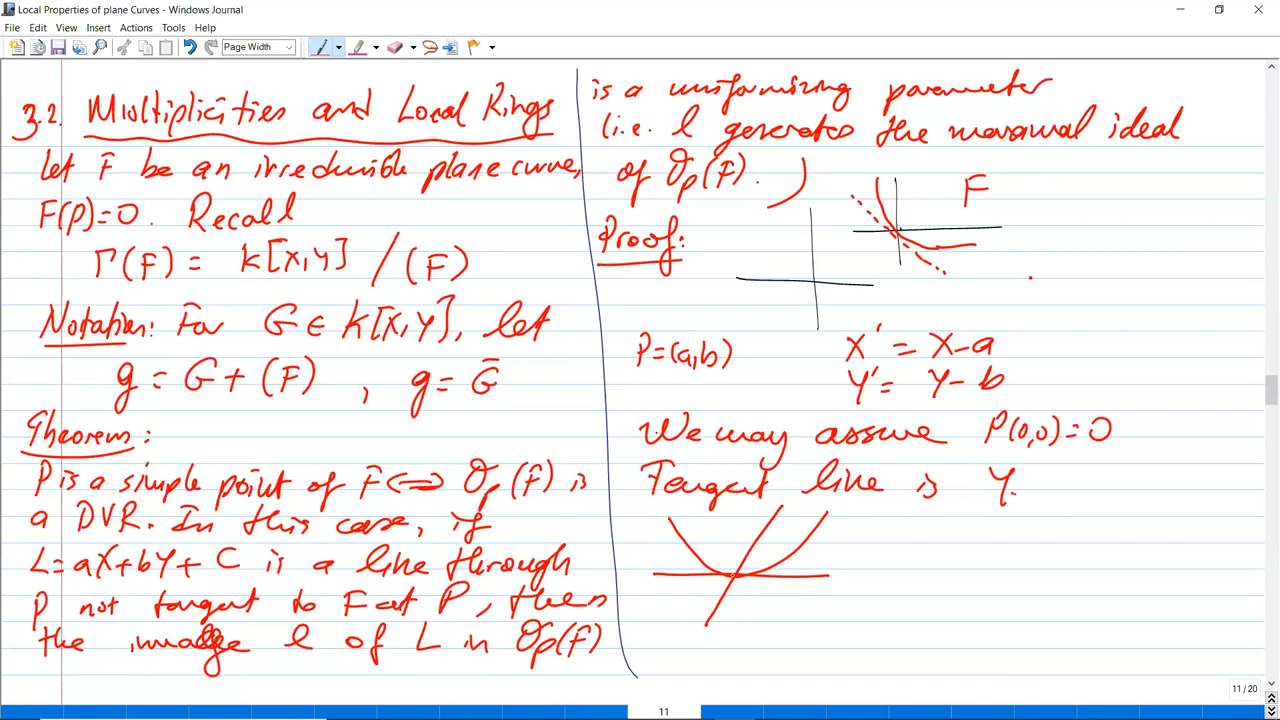 Local Properties of plane Curves - Windows Journal
File Edit View Insert Actions Tools Help
Page Width
3.2. Multiplicities and Local Rings
let F be an irreducible plane curve,
F(P)=0. Recall
Γ(F) = k[X,Y] / (F)
Notation: For G ∈ k[X,Y], let
g = G + (F) , g = Ḡ
Theorem:
P is a simple point of F ⟺ 𝒪p(F) is
a DVR. In this case, if
L = aX+bY+C is a line through
P not tangent to F at P, then
the image l of L in 𝒪p(F)
is a uniformizing parameter
(i.e. l generates the maximal ideal
of 𝒪p(F). )
F
Proof:
P=(a,b) X' = X-a
Y' = Y-b
We may assume P(0,0)=0
Tangent line is Y.
11/20
11